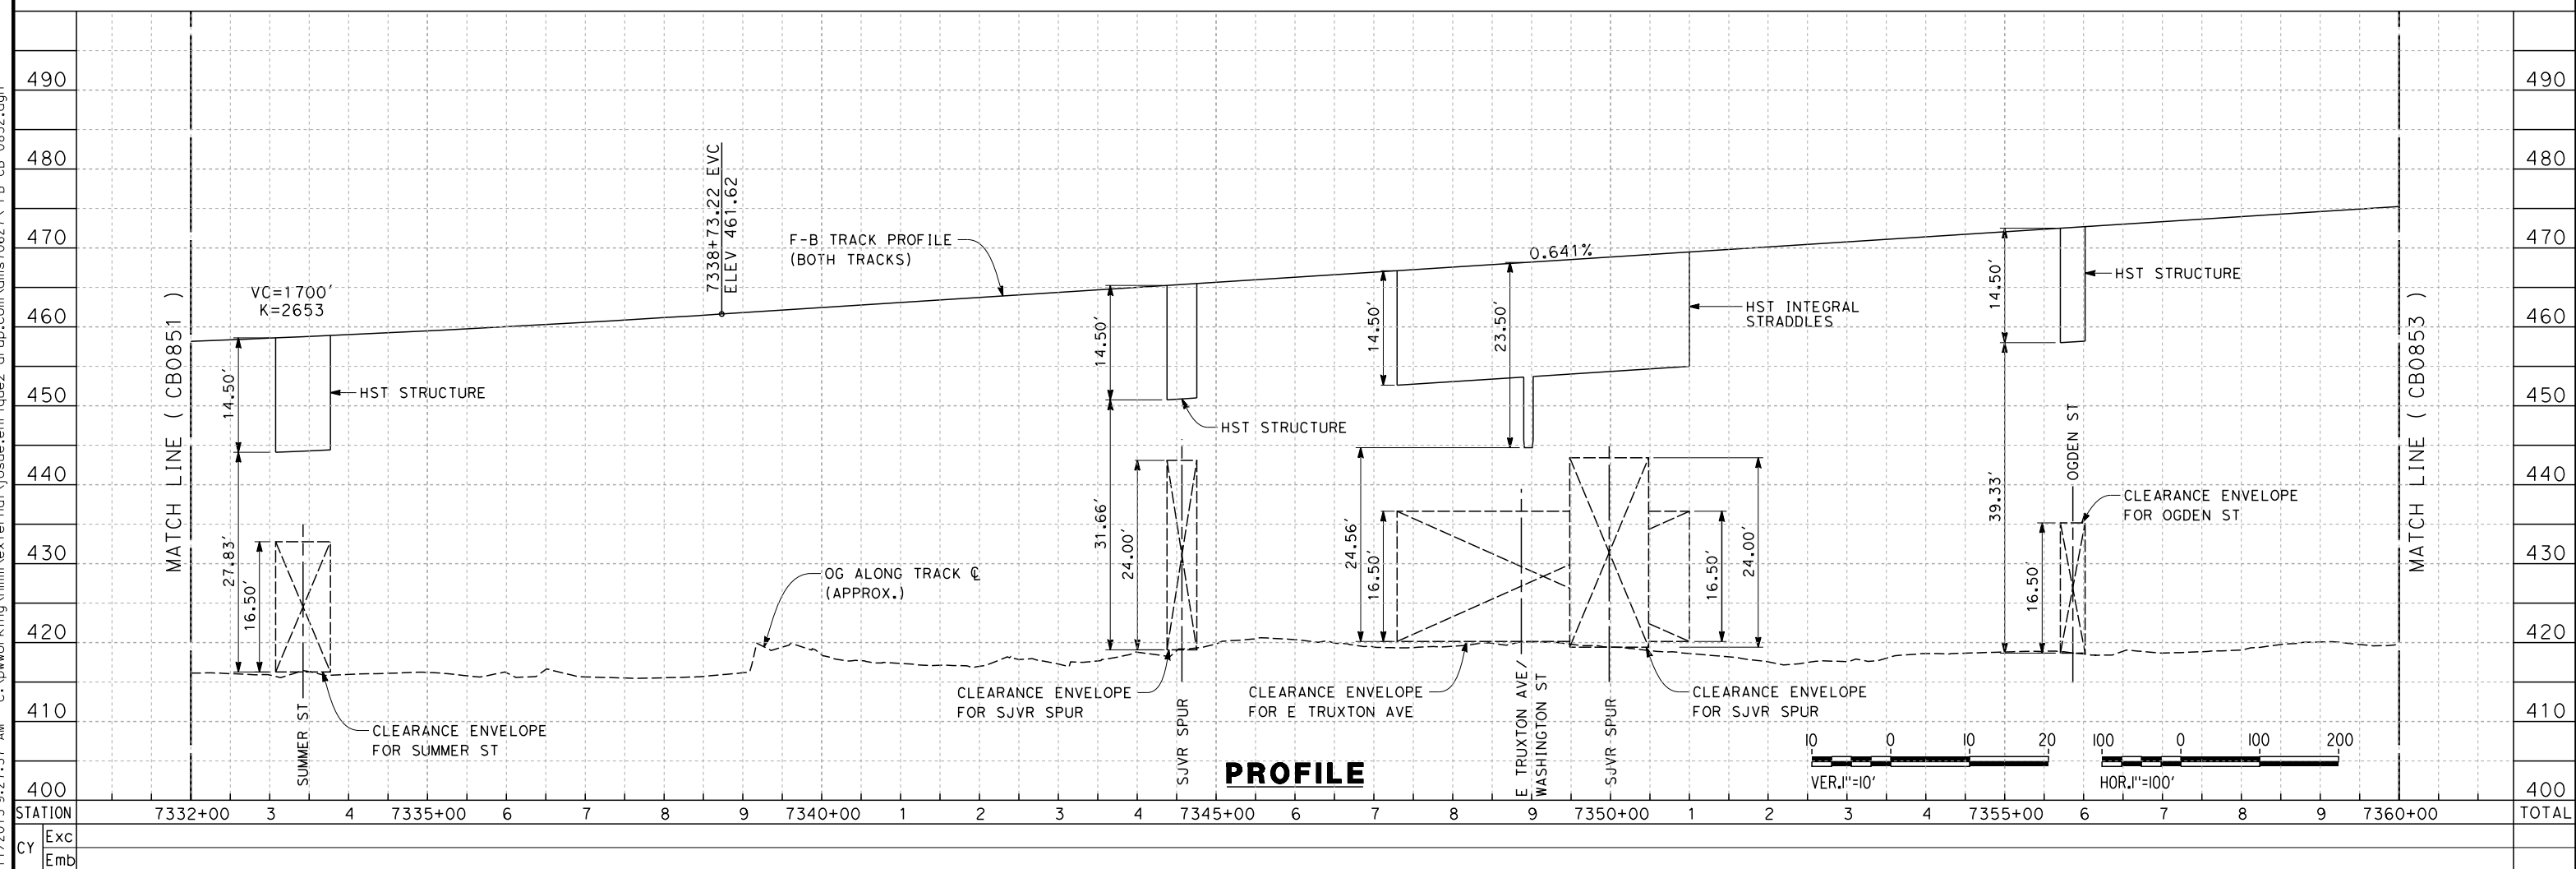 490
480
470
460
450
440
430
420
410
400
490
480
470
460
450
440
430
420
410
400
MATCH LINE ( CB0851 )
VC=1700'
K=2653
7338+73.22 EVC
ELEV 461.62
F-B TRACK PROFILE
(BOTH TRACKS)
0.641%
14.50'
HST STRUCTURE
27.83'
16.50'
CLEARANCE ENVELOPE
FOR SUMMER ST
SUMMER ST
OG ALONG TRACK ℄
(APPROX.)
14.50'
HST STRUCTURE
31.66'
24.00'
CLEARANCE ENVELOPE
FOR SJVR SPUR
SJVR SPUR
14.50'
23.50'
HST INTEGRAL
STRADDLES
24.56'
16.50'
CLEARANCE ENVELOPE
FOR E TRUXTON AVE
E TRUXTON AVE/
WASHINGTON ST
SJVR SPUR
16.50'
24.00'
CLEARANCE ENVELOPE
FOR SJVR SPUR
14.50'
HST STRUCTURE
39.33'
16.50'
OGDEN ST
CLEARANCE ENVELOPE
FOR OGDEN ST
MATCH LINE ( CB0853 )
PROFILE
10 0 10 20
VER.1"=10'
100 0 100 200
HOR.1"=100'
STATION 7332+00 3 4 7335+00 6 7 8 9 7340+00 1 2 3 4 7345+00 6 7 8 9 7350+00 1 2 3 4 7355+00 6 7 8 9 7360+00 TOTAL
CY
Exc
Emb